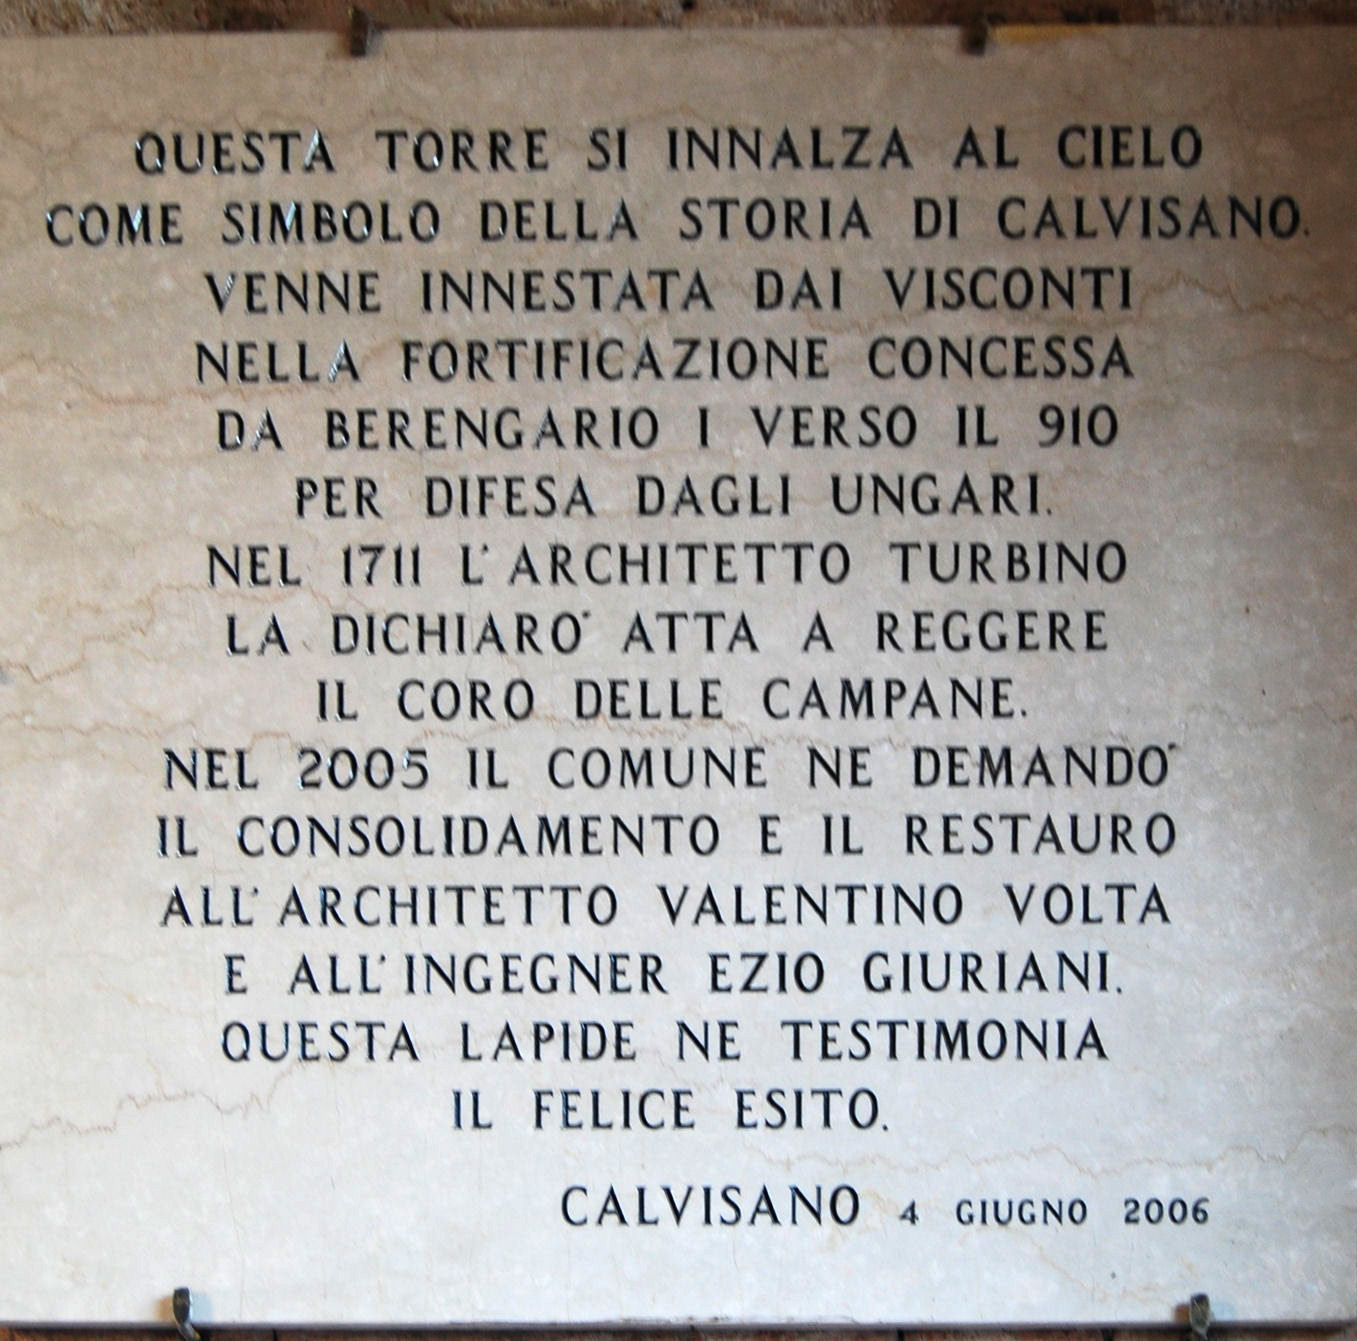 QUESTA TORRE SI INNALZA AL CIELO
COME SIMBOLO DELLA STORIA DI CALVISANO.
VENNE INNESTATA DAI VISCONTI
NELLA FORTIFICAZIONE CONCESSA
DA BERENGARIO I VERSO IL 910
PER DIFESA DAGLI UNGARI.
NEL 1711 L'ARCHITETTO TURBINO
LA DICHIARO' ATTA A REGGERE
IL CORO DELLE CAMPANE.
NEL 2005 IL COMUNE NE DEMANDO'
IL CONSOLIDAMENTO E IL RESTAURO
ALL'ARCHITETTO VALENTINO VOLTA
E ALL'INGEGNER EZIO GIURIANI.
QUESTA LAPIDE NE TESTIMONIA
IL FELICE ESITO.
CALVISANO 4 GIUGNO 2006